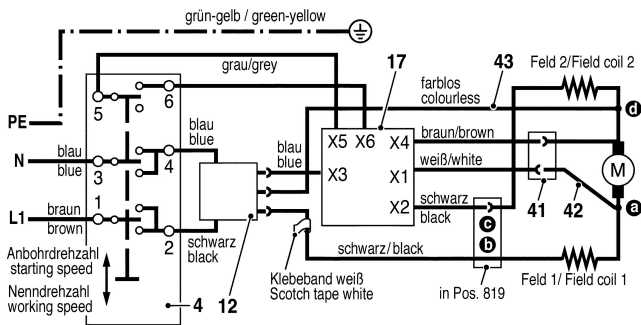 grün-gelb / green-yellow
grau/grey
17
farblos
colourless
43
Feld 2/Field coil 2
PE
5
6
blau
blue
X5 X6 X4
braun/brown
d
N
blau
blue
3
4
blau
blue
X3
X1
weiß/white
M
L1
braun
brown
1
2
schwarz
black
X2
schwarz
black
41
42
a
c
b
Anbohrdrehzahl
starting speed
Nenndrehzahl
working speed
4
12
Klebeband weiß
Scotch tape white
schwarz/black
in Pos. 819
Feld 1/ Field coil 1